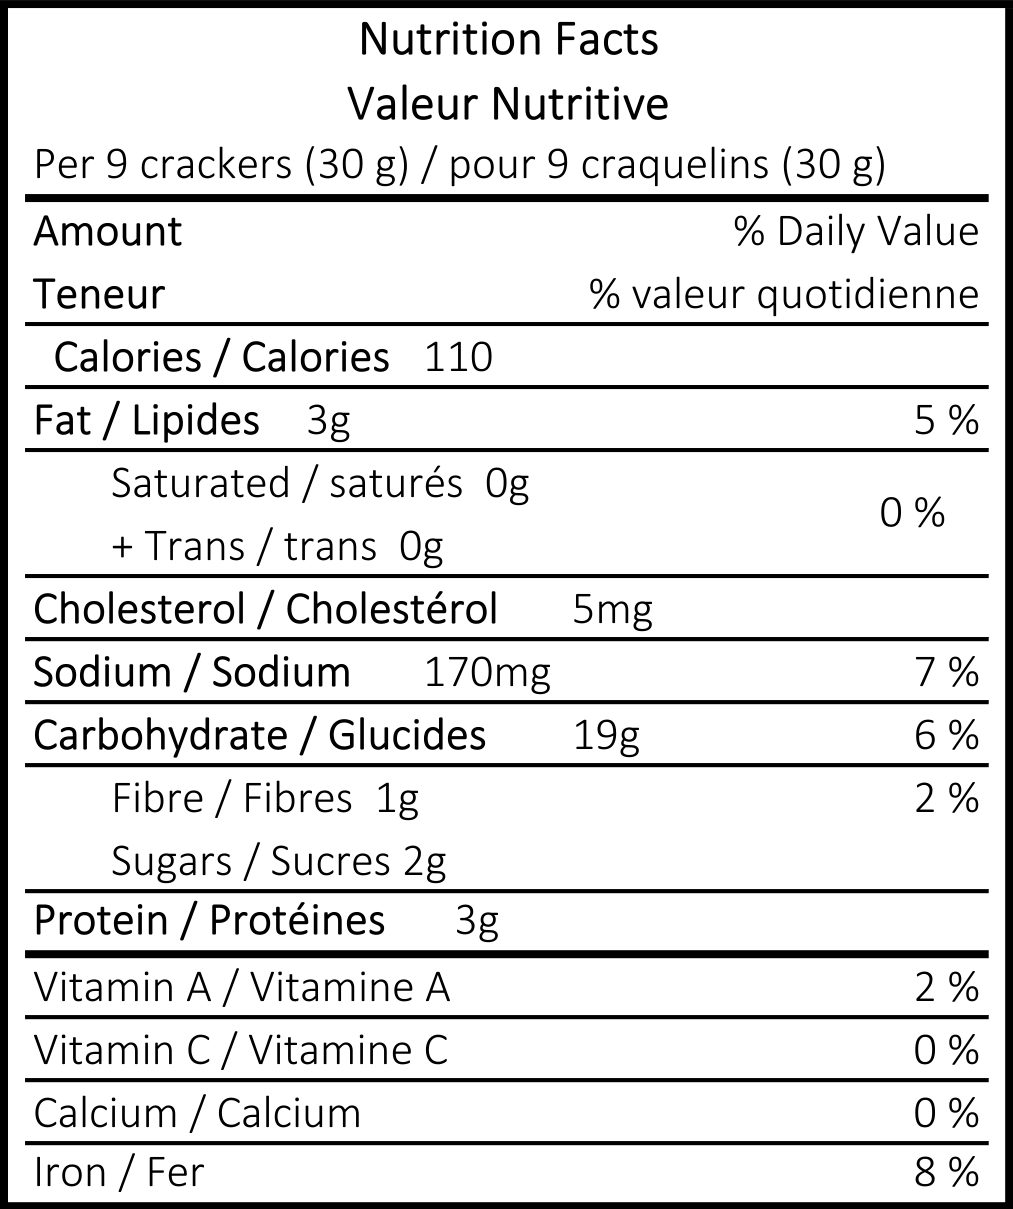 Nutrition Facts
Valeur Nutritive
Per 9 crackers (30 g) / pour 9 craquelins (30 g)
Amount % Daily Value
Teneur % valeur quotidienne
Calories / Calories 110
Fat / Lipides 3g 5 %
Saturated / saturés 0g
0 %
+ Trans / trans 0g
Cholesterol / Cholestérol 5mg
Sodium / Sodium 170mg 7 %
Carbohydrate / Glucides 19g 6 %
Fibre / Fibres 1g 2 %
Sugars / Sucres 2g
Protein / Protéines 3g
Vitamin A / Vitamine A 2 %
Vitamin C / Vitamine C 0 %
Calcium / Calcium 0 %
Iron / Fer 8 %